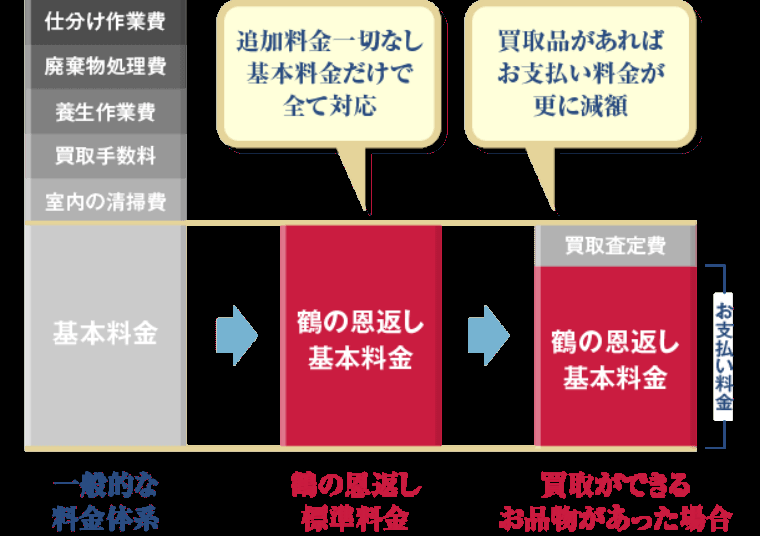 仕分け作業費
廃棄物処理費
養生作業費
買取手数料
室内の清掃費
基本料金
一般的な
料金体系
追加料金一切なし
基本料金だけで
全て対応
鶴の恩返し
基本料金
鶴の恩返し
標準料金
買取品があれば
お支払い料金が
更に減額
買取査定費
鶴の恩返し
基本料金
お支払い料金
買取ができる
お品物があった場合